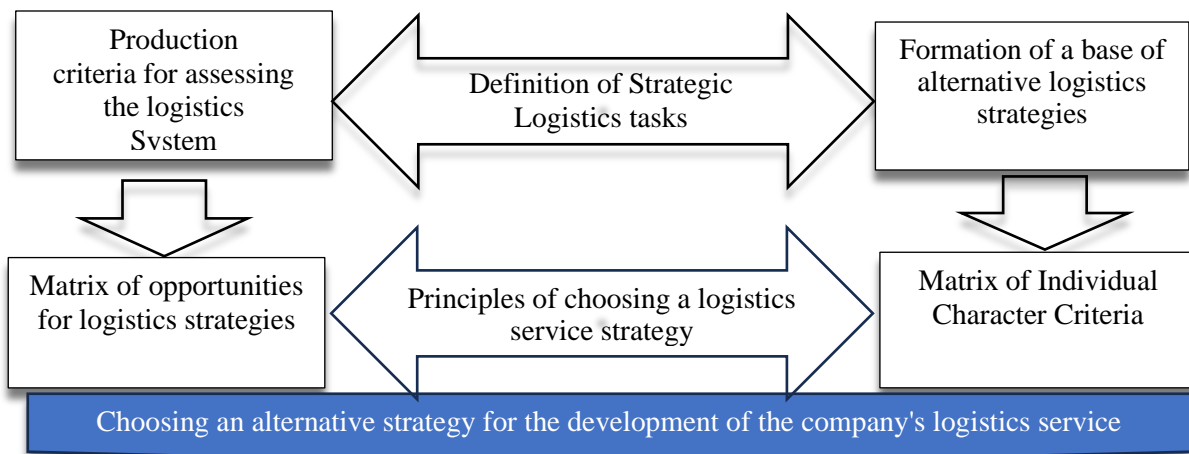 Production
criteria for assessing
the logistics
System
Definition of Strategic
Logistics tasks
Formation of a base of
alternative logistics
strategies
Matrix of opportunities
for logistics strategies
Principles of choosing a logistics
service strategy
Matrix of Individual
Character Criteria
Choosing an alternative strategy for the development of the company's logistics service